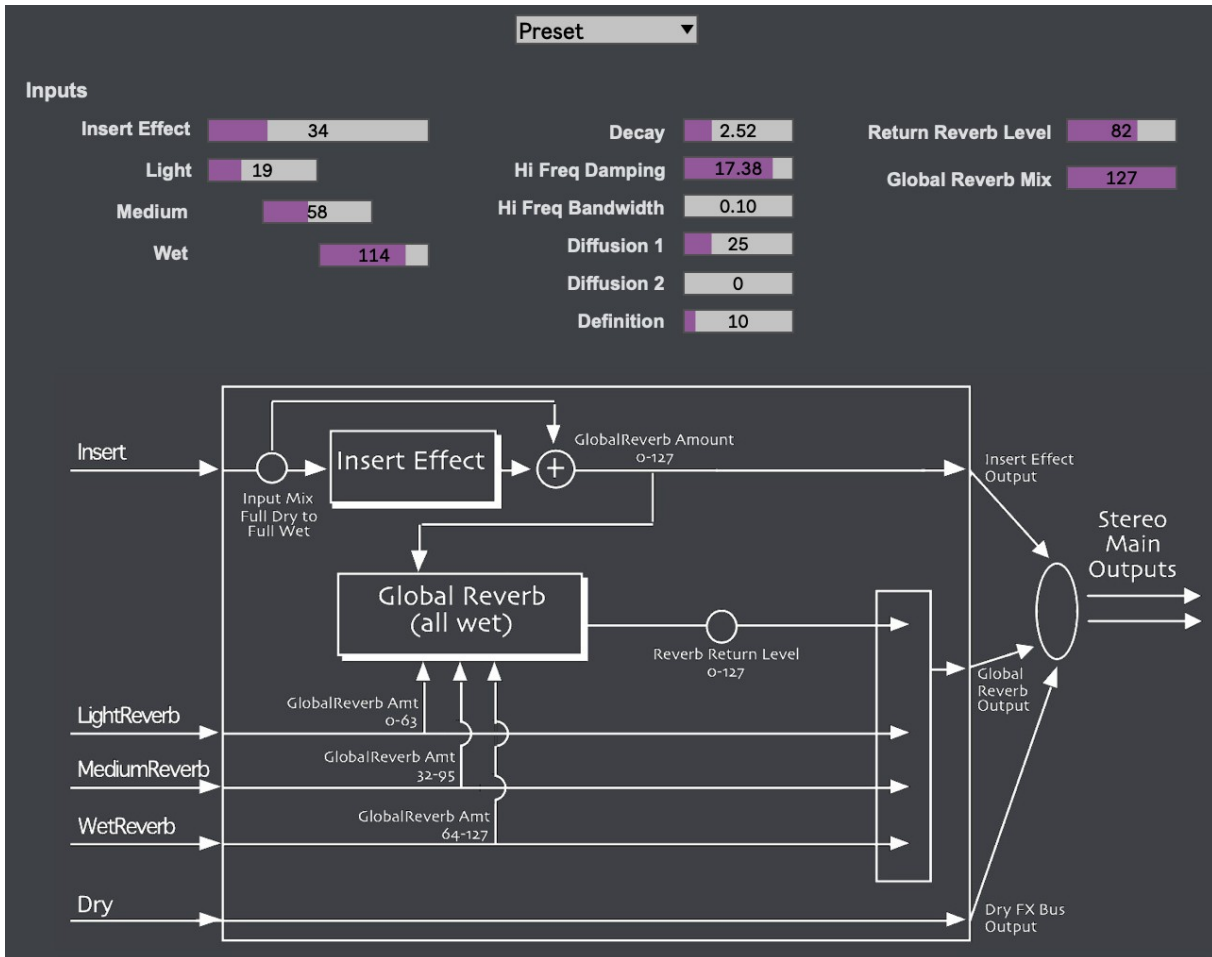 Preset
Inputs
Insert Effect 34
Light 19
Medium 58
Wet 114
Decay 2.52
Hi Freq Damping 17.38
Hi Freq Bandwidth 0.10
Diffusion 1 25
Diffusion 2 0
Definition 10
Return Reverb Level 82
Global Reverb Mix 127
Insert
Input Mix
Full Dry to
Full Wet
Insert Effect
+
GlobalReverb Amount
0-127
Insert Effect
Output
Stereo
Main
Outputs
Global Reverb
(all wet)
Reverb Return Level
0-127
Global
Reverb
Output
LightReverb
GlobalReverb Amt
0-63
MediumReverb
GlobalReverb Amt
32-95
WetReverb
GlobalReverb Amt
64-127
Dry
Dry FX Bus
Output